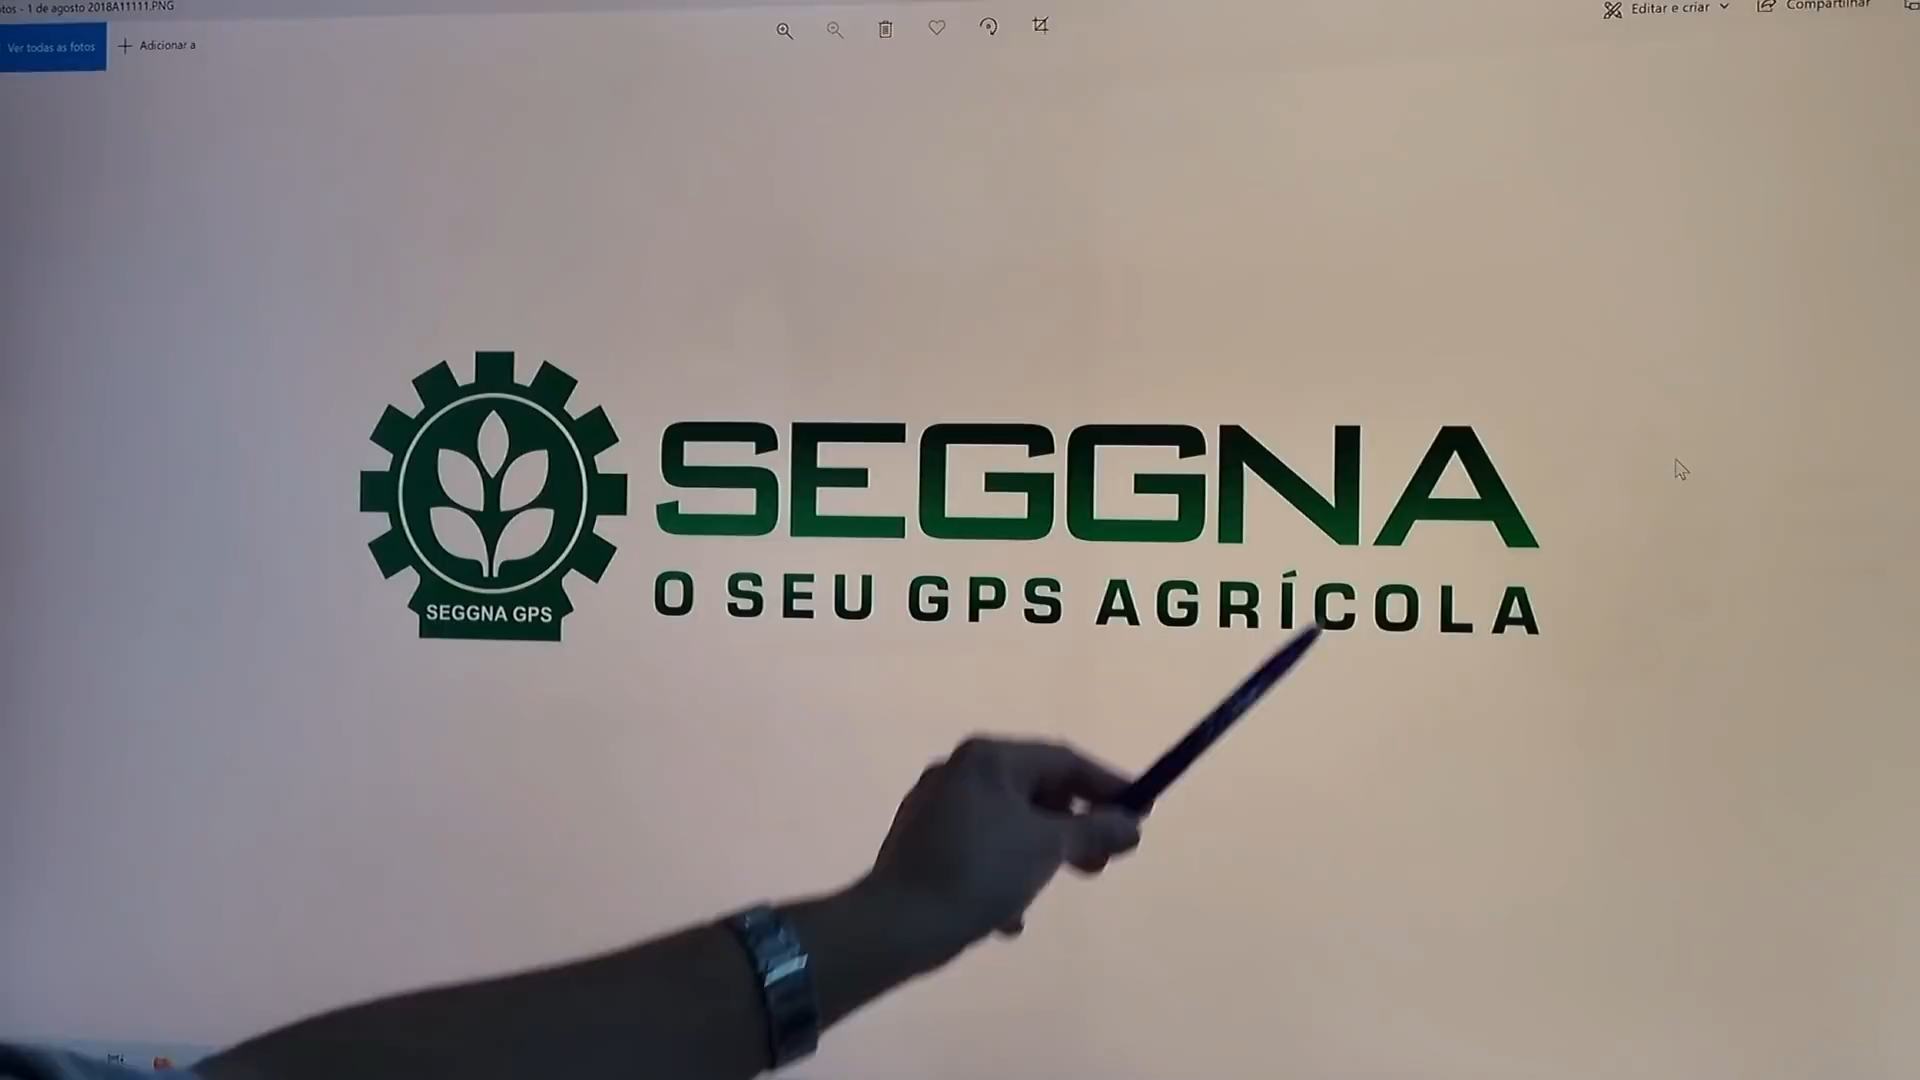 tos - 1 de agosto 2018A11111.PNG
Editar e criar
Compartilhar
Ver todas as fotos
Adicionar a
SEGGNA
O SEU GPS AGRÍCOLA
SEGGNA GPS